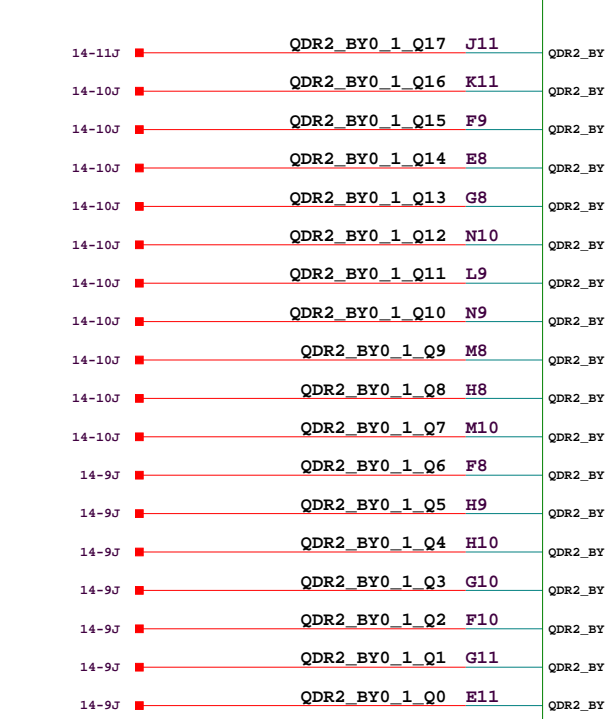 14-11J QDR2_BY0_1_Q17 J11 QDR2_BY
14-10J QDR2_BY0_1_Q16 K11 QDR2_BY
14-10J QDR2_BY0_1_Q15 F9 QDR2_BY
14-10J QDR2_BY0_1_Q14 E8 QDR2_BY
14-10J QDR2_BY0_1_Q13 G8 QDR2_BY
14-10J QDR2_BY0_1_Q12 N10 QDR2_BY
14-10J QDR2_BY0_1_Q11 L9 QDR2_BY
14-10J QDR2_BY0_1_Q10 N9 QDR2_BY
14-10J QDR2_BY0_1_Q9 M8 QDR2_BY
14-10J QDR2_BY0_1_Q8 H8 QDR2_BY
14-10J QDR2_BY0_1_Q7 M10 QDR2_BY
14-9J QDR2_BY0_1_Q6 F8 QDR2_BY
14-9J QDR2_BY0_1_Q5 H9 QDR2_BY
14-9J QDR2_BY0_1_Q4 H10 QDR2_BY
14-9J QDR2_BY0_1_Q3 G10 QDR2_BY
14-9J QDR2_BY0_1_Q2 F10 QDR2_BY
14-9J QDR2_BY0_1_Q1 G11 QDR2_BY
14-9J QDR2_BY0_1_Q0 E11 QDR2_BY